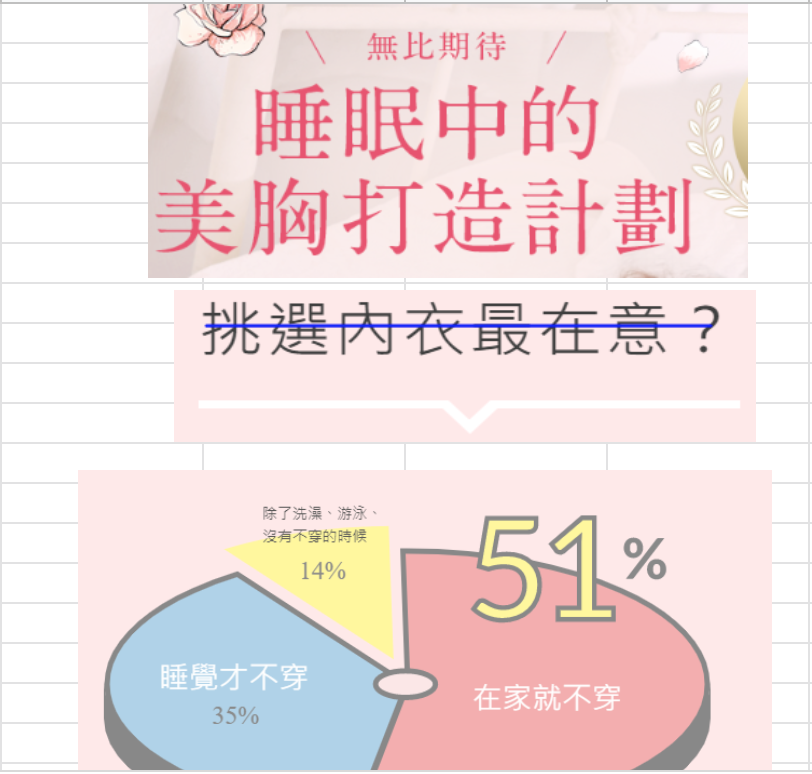 無比期待
睡眠中的
美胸打造計劃
挑選內衣最在意？
除了洗澡、游泳、
沒有不穿的時候
14%
51%
睡覺才不穿
35%
在家就不穿